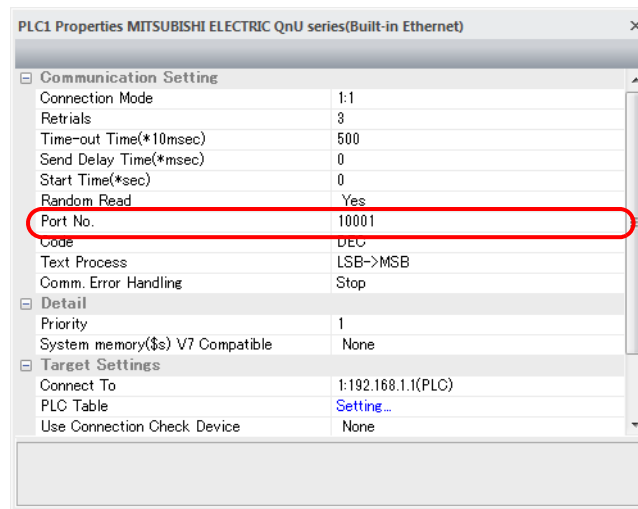 PLC1 Properties MITSUBISHI ELECTRIC QnU series(Built-in Ethernet)
Communication Setting
Connection Mode 1:1
Retrials 3
Time-out Time(*10msec) 500
Send Delay Time(*msec) 0
Start Time(*sec) 0
Random Read Yes
Port No. 10001
Code DEC
Text Process LSB->MSB
Comm. Error Handling Stop
Detail
Priority 1
System memory($s) V7 Compatible None
Target Settings
Connect To 1:192.168.1.1(PLC)
PLC Table Setting...
Use Connection Check Device None